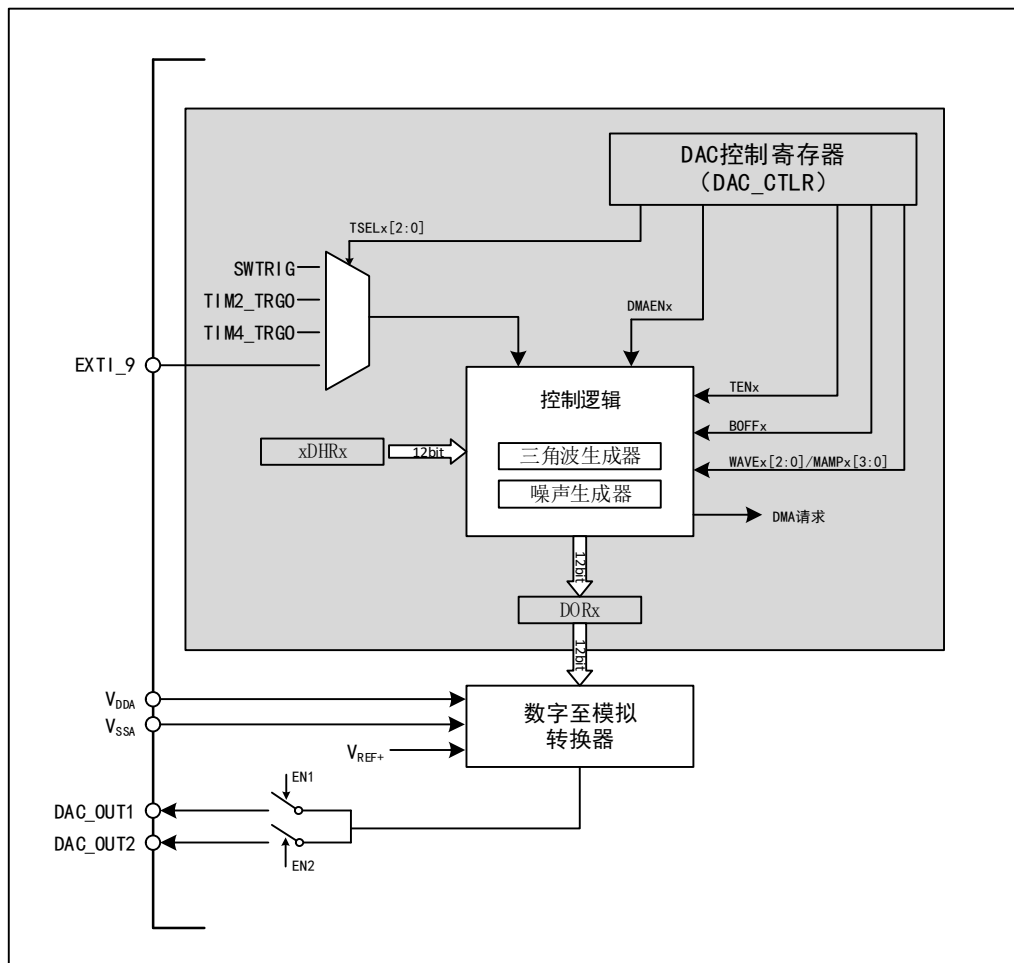 DAC控制寄存器
（DAC_CTLR）
TSELx[2:0]
SWTRIG
TIM2_TRGO
TIM4_TRGO
EXTI_9
DMAENx
控制逻辑
TENx
BOFFx
WAVEx[2:0]/MAMPx[3:0]
xDHRx
12bit
三角波生成器
噪声生成器
DMA请求
12bit
DORx
12bit
VDDA
VSSA
VREF+
数字至模拟
转换器
EN1
DAC_OUT1
DAC_OUT2
EN2